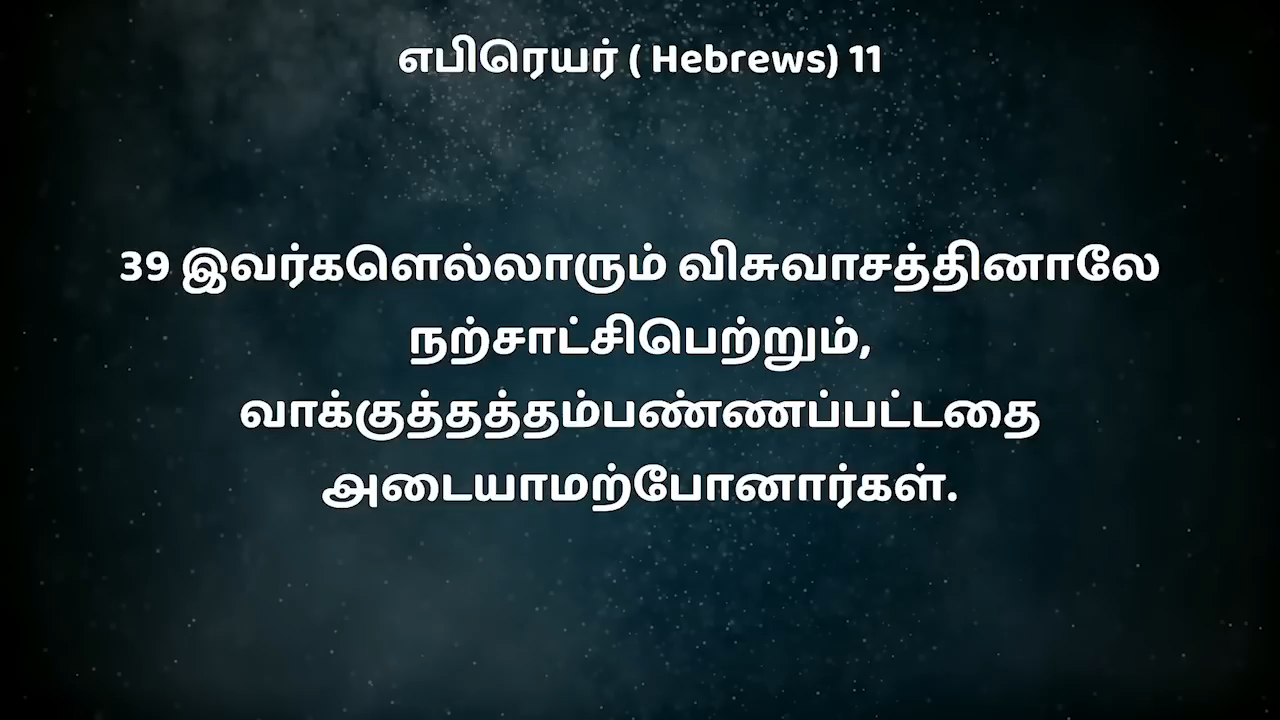 எபிரெயர் ( Hebrews) 11
39 இவர்களெல்லாரும் விசுவாசத்தினாலே
நற்சாட்சிபெற்றும்,
வாக்குத்தத்தம்பண்ணப்பட்டதை
அடையாமற்போனார்கள்.